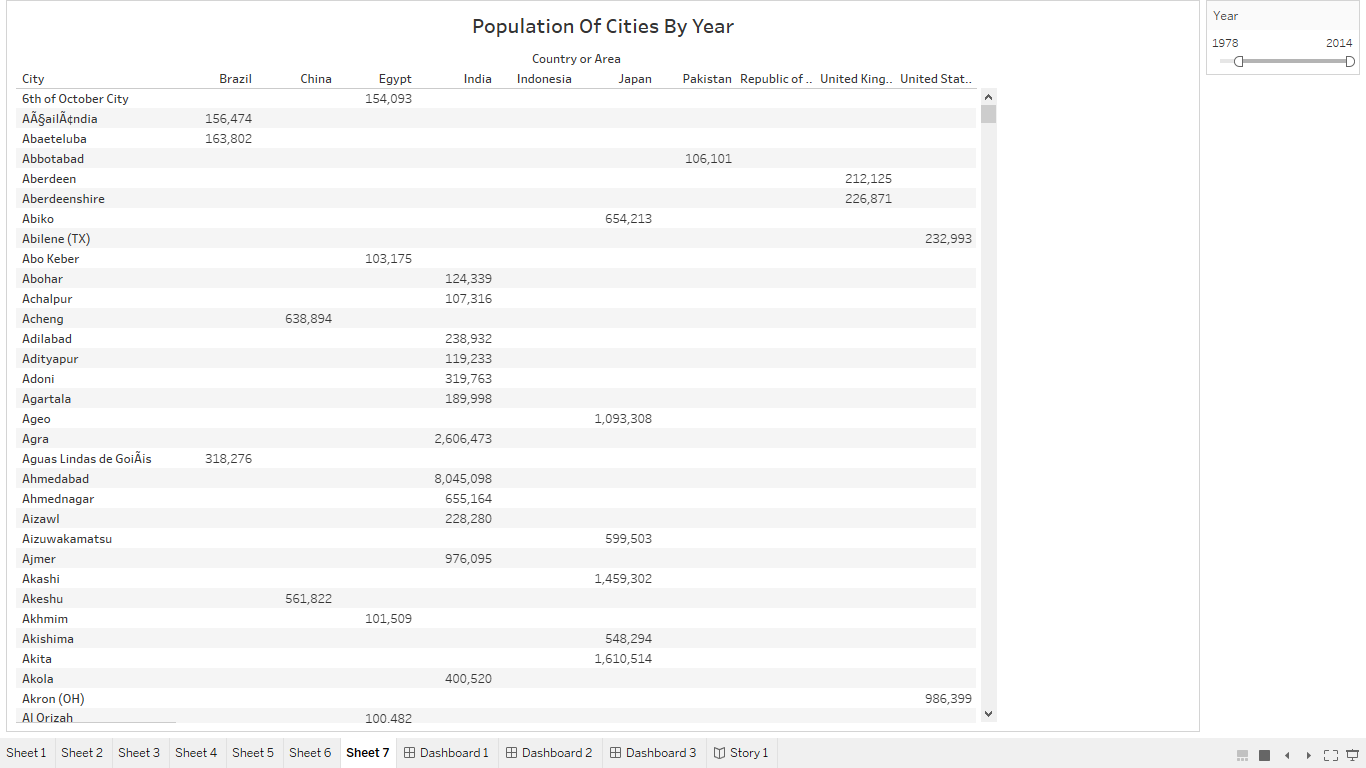 Population Of Cities By Year
Year
1978 2014
Country or Area
City Brazil China Egypt India Indonesia Japan Pakistan Republic of .. United King.. United Stat..
6th of October City 154,093
AÃ§ailÃ¢ndia 156,474
Abaeteluba 163,802
Abbotabad 106,101
Aberdeen 212,125
Aberdeenshire 226,871
Abiko 654,213
Abilene (TX) 232,993
Abo Keber 103,175
Abohar 124,339
Achalpur 107,316
Acheng 638,894
Adilabad 238,932
Adityapur 119,233
Adoni 319,763
Agartala 189,998
Ageo 1,093,308
Agra 2,606,473
Aguas Lindas de GoiÃis 318,276
Ahmedabad 8,045,098
Ahmednagar 655,164
Aizawl 228,280
Aizuwakamatsu 599,503
Ajmer 976,095
Akashi 1,459,302
Akeshu 561,822
Akhmim 101,509
Akishima 548,294
Akita 1,610,514
Akola 400,520
Akron (OH) 986,399
Al Orizah 100,482
Sheet 1 Sheet 2 Sheet 3 Sheet 4 Sheet 5 Sheet 6 Sheet 7 Dashboard 1 Dashboard 2 Dashboard 3 Story 1